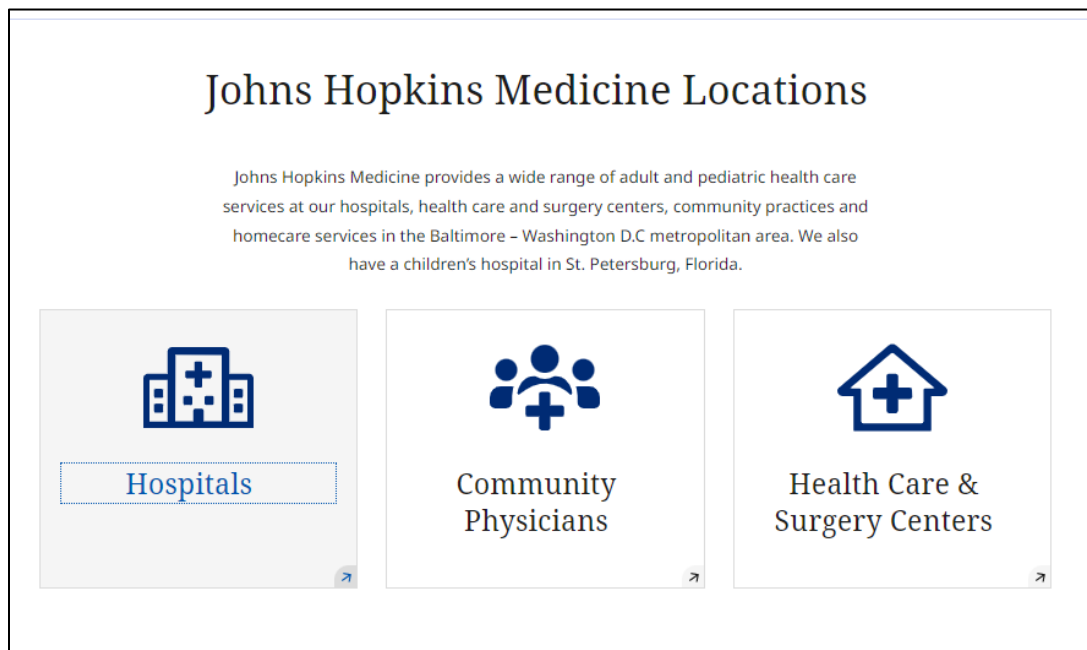 Johns Hopkins Medicine Locations
Johns Hopkins Medicine provides a wide range of adult and pediatric health care
services at our hospitals, health care and surgery centers, community practices and
homecare services in the Baltimore – Washington D.C metropolitan area. We also
have a children’s hospital in St. Petersburg, Florida.
Hospitals
Community
Physicians
Health Care &
Surgery Centers